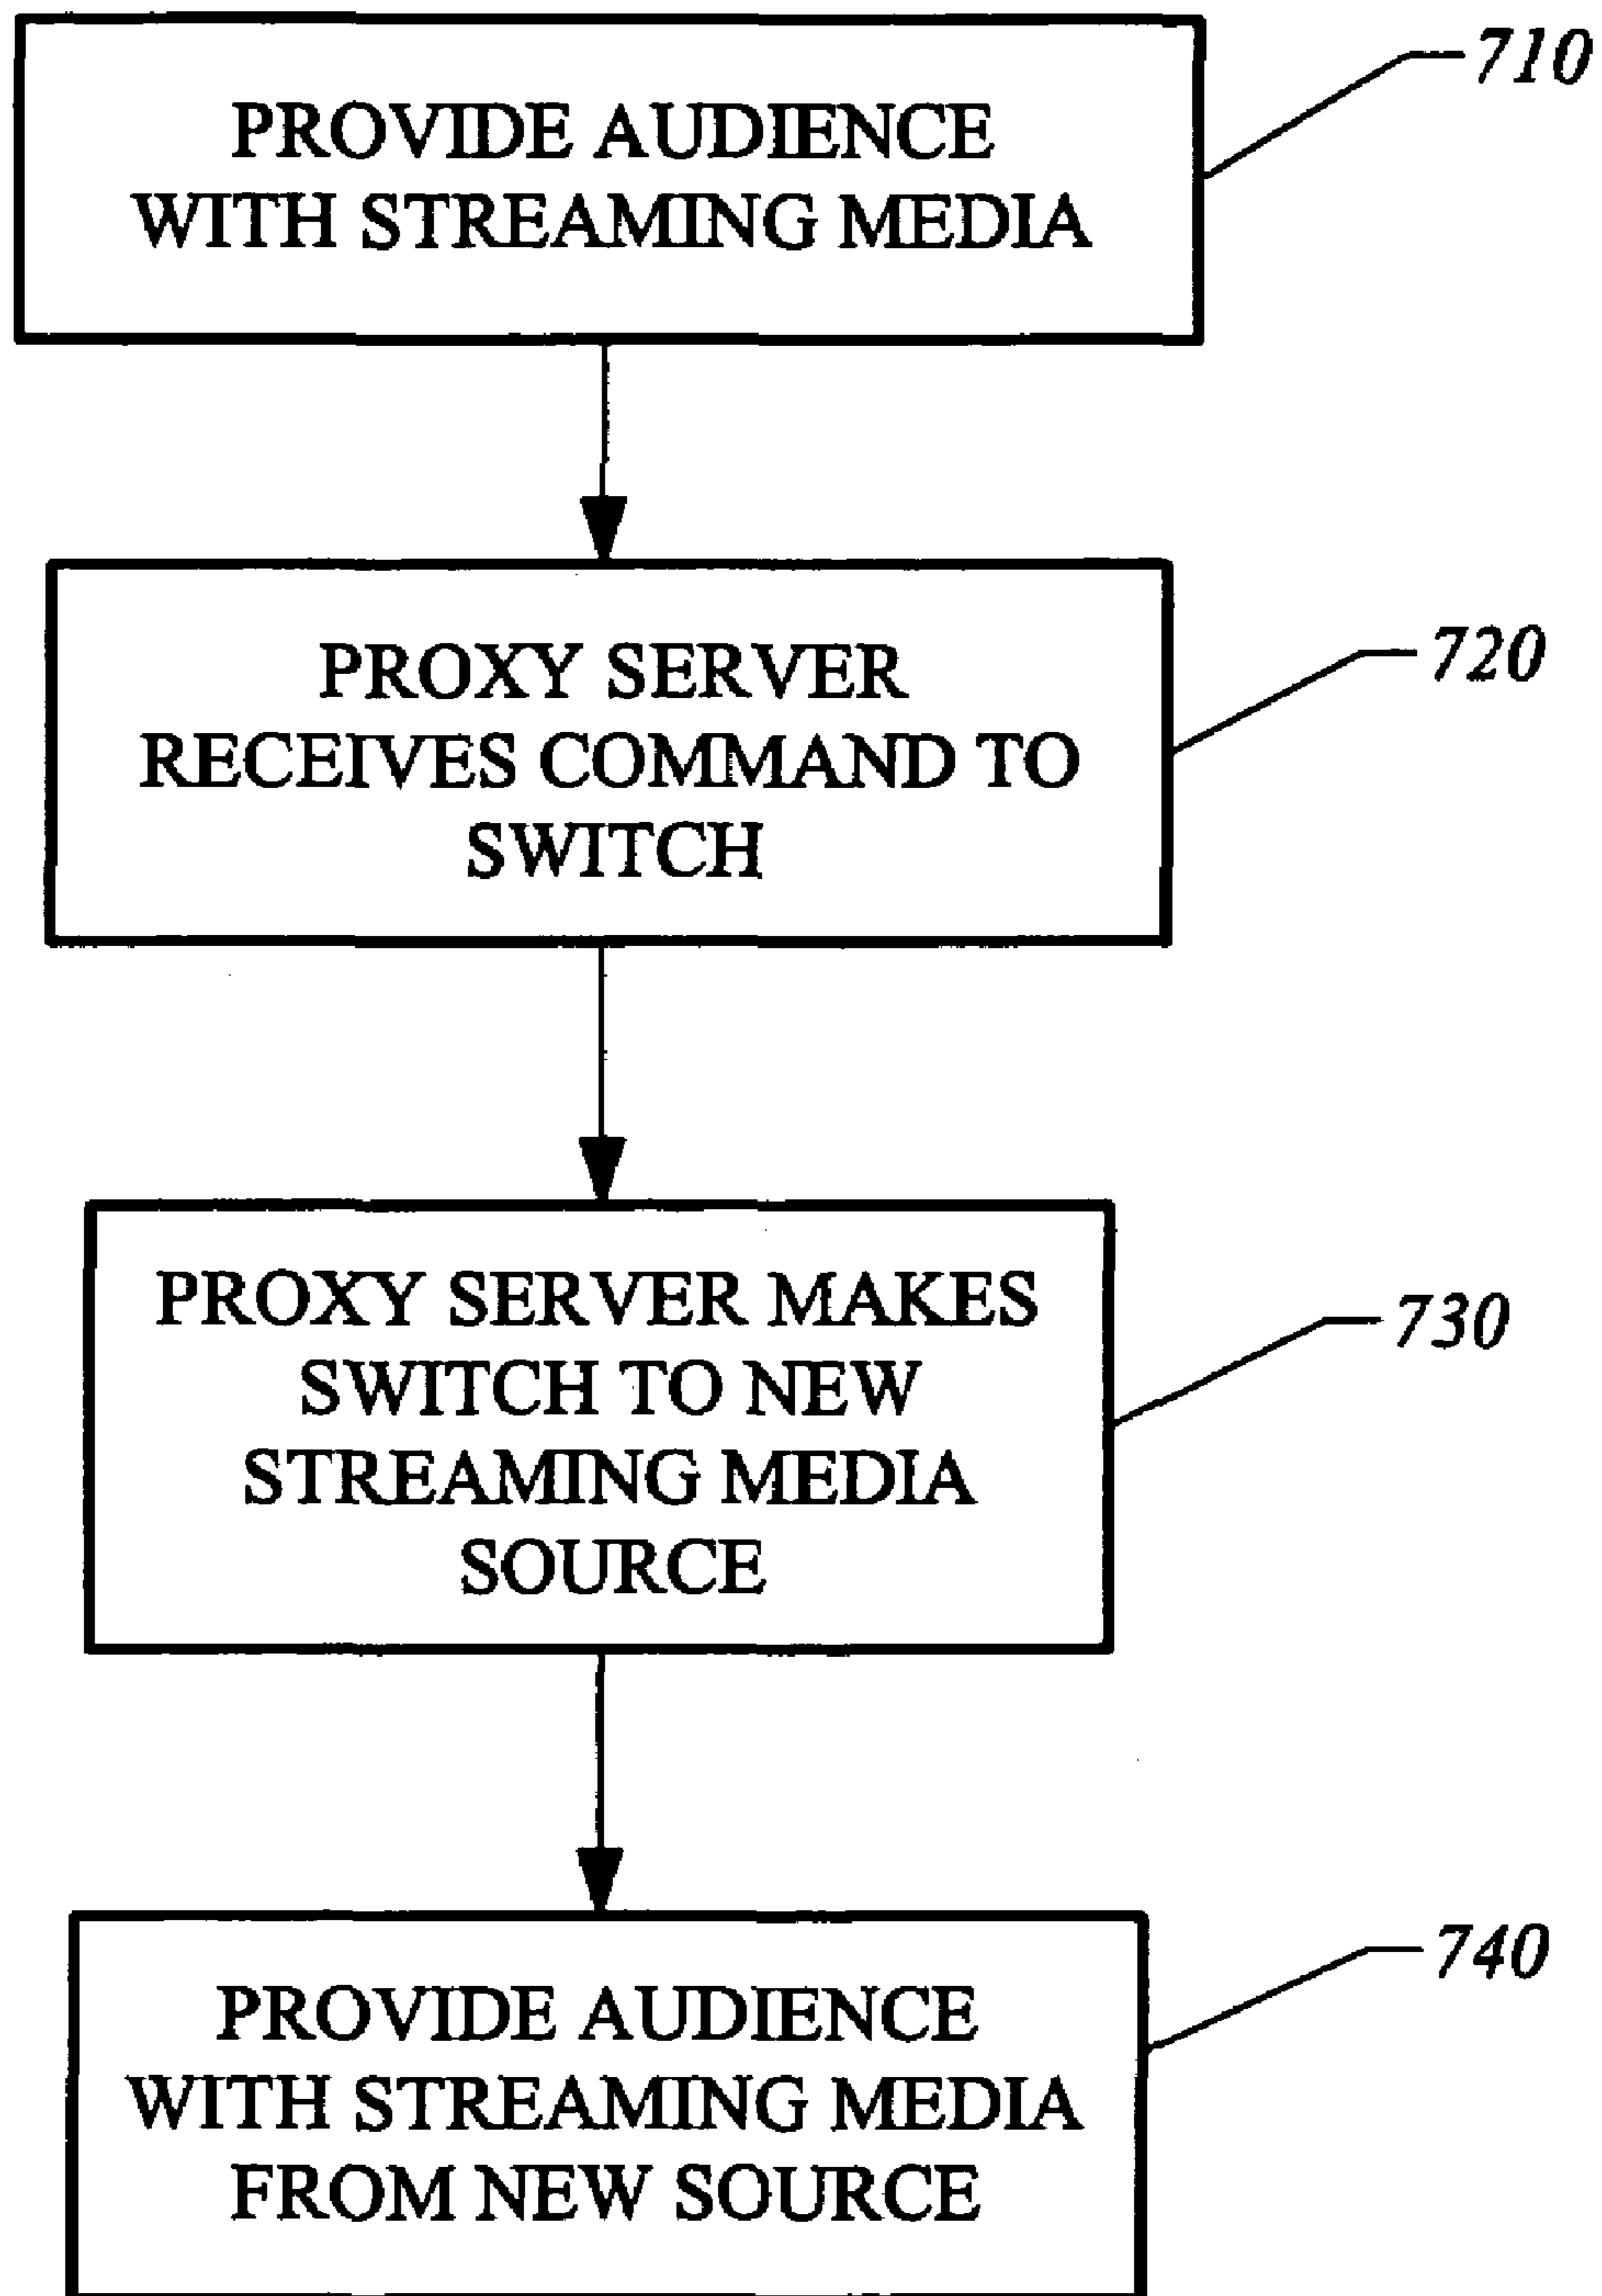 710
PROVIDE AUDIENCE
WITH STREAMING MEDIA
720
PROXY SERVER
RECEIVES COMMAND TO
SWITCH
730
PROXY SERVER MAKES
SWITCH TO NEW
STREAMING MEDIA
SOURCE
740
PROVIDE AUDIENCE
WITH STREAMING MEDIA
FROM NEW SOURCE